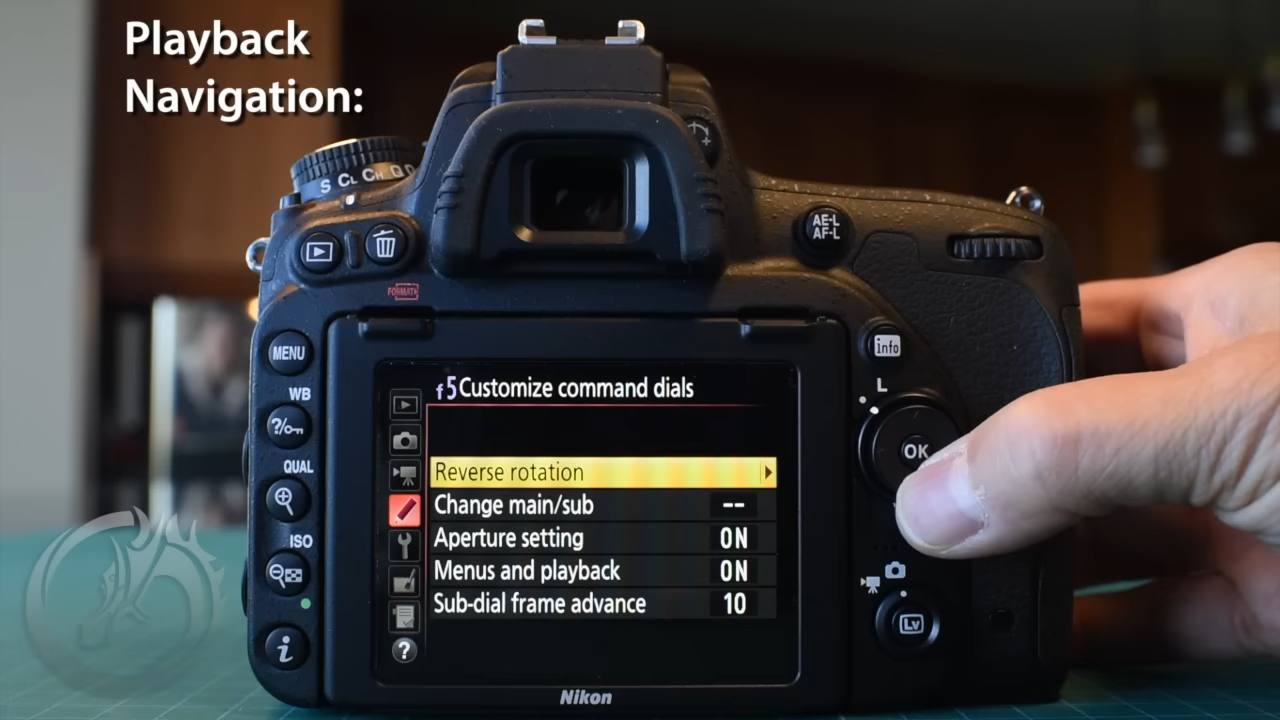 Playback
Navigation:
S CL CH Q
AE-L
AF-L
FORMAT
MENU
info
WB
L
f5 Customize command dials
?
OK
QUAL
Reverse rotation
Change main/sub --
ISO
Aperture setting ON
Menus and playback ON
Sub-dial frame advance 10
Lv
i
?
Nikon